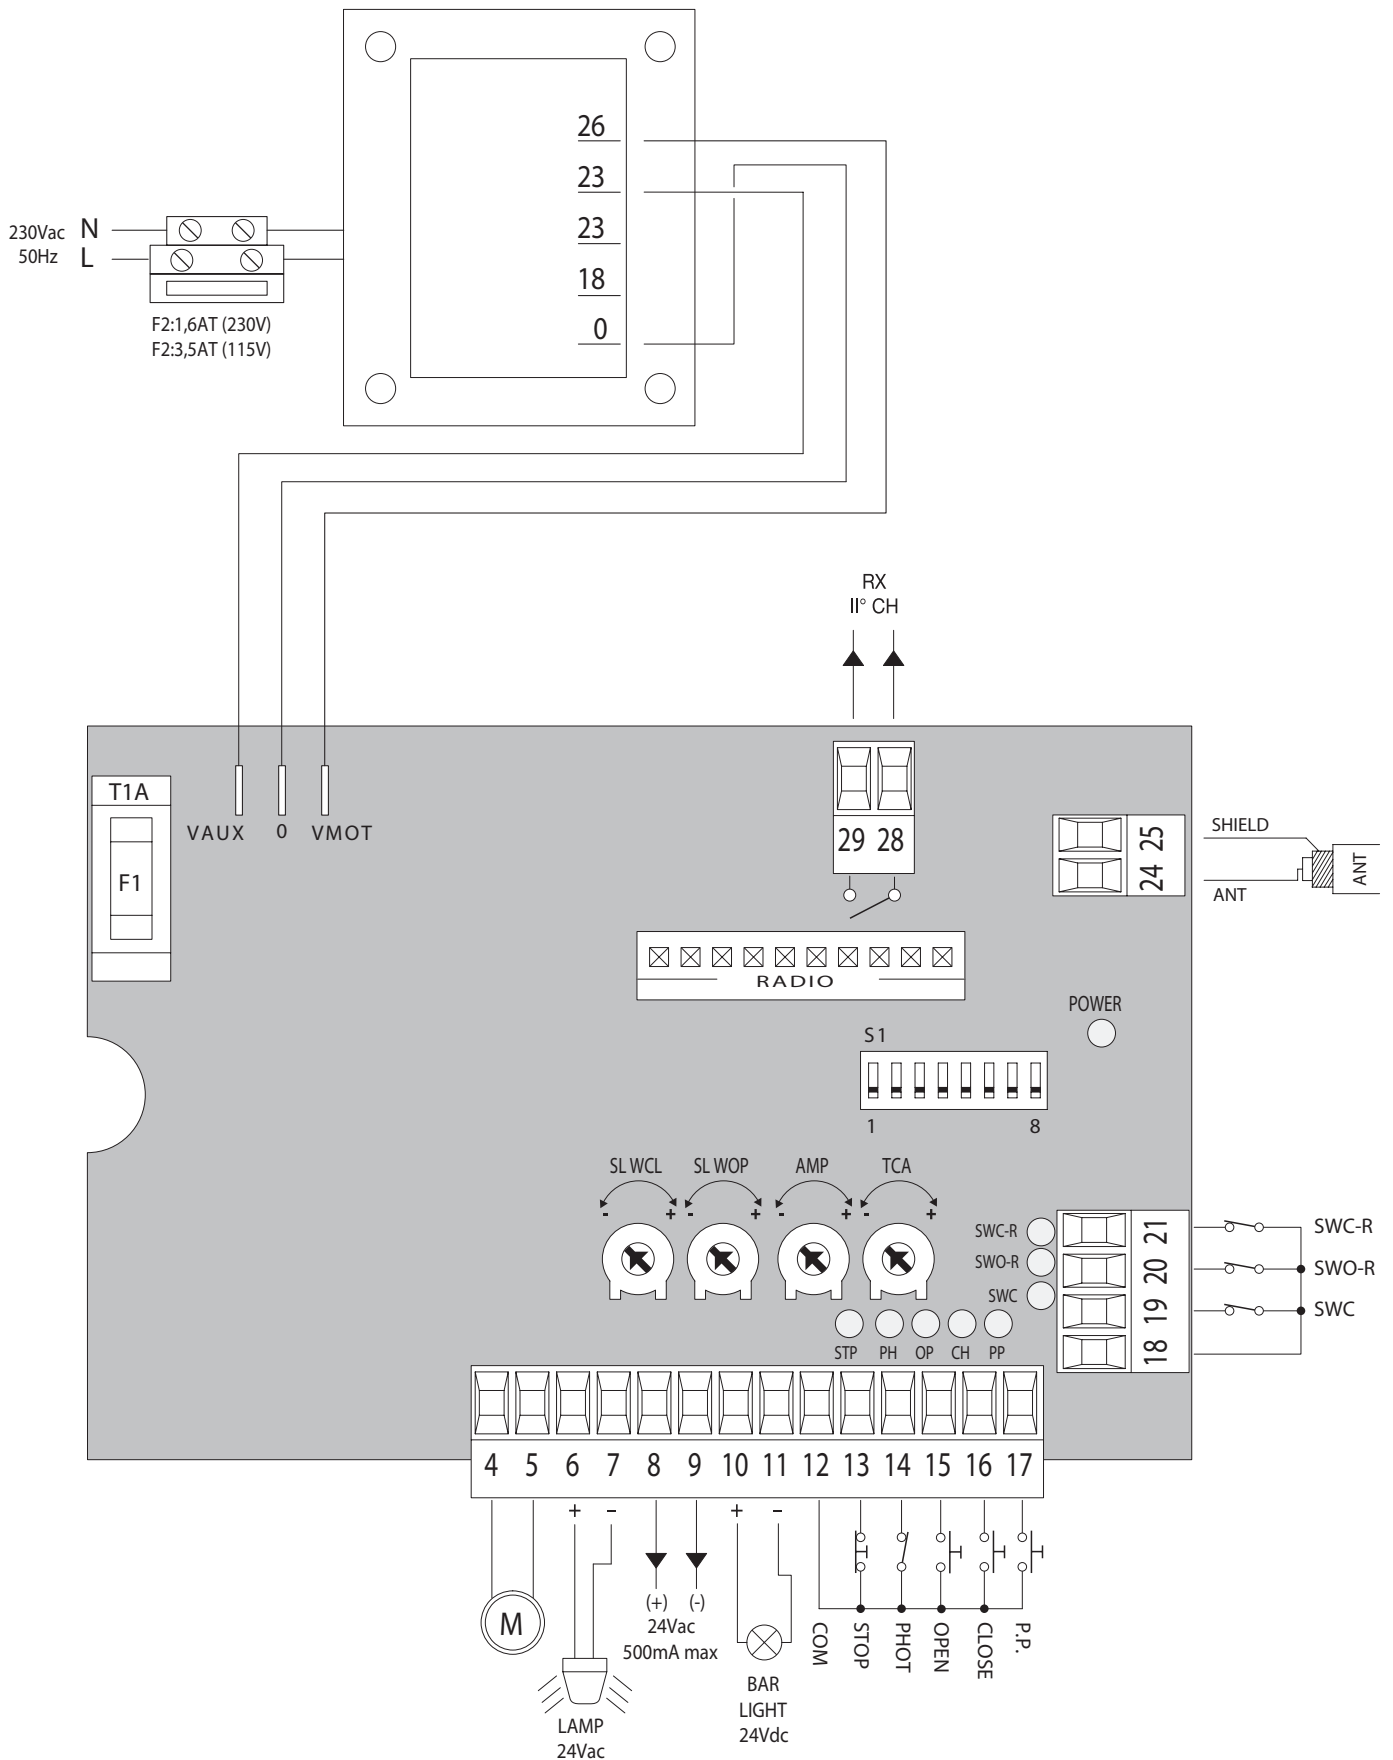 26
23
23
18
0
230Vac N
50Hz L
F2:1,6AT (230V)
F2:3,5AT (115V)
RX
II° CH
T1A
F1
VAUX 0 VMOT
29 28
25
24
SHIELD
ANT
ANT
RADIO
POWER
S1
1 8
SL WCL SL WOP AMP TCA
- + - + - + - +
SWC-R
SWO-R
SWC
21
20
19
18
SWC-R
SWO-R
SWC
STP PH OP CH PP
4 5 6 7 8 9 10 11 12 13 14 15 16 17
+ - + -
M
(+) (-)
24Vac
500mA max
LAMP
24Vac
BAR
LIGHT
24Vdc
COM
STOP
PHOT
OPEN
CLOSE
P.P.